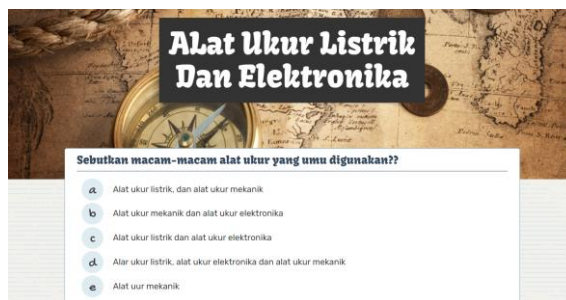 ALat Ukur Listrik
Dan Elektronika
Sebutkan macam-macam alat ukur yang umu digunakan??
a Alat ukur listrik, dan alat ukur mekanik
b Alat ukur mekanik dan alat ukur elektronika
c Alat ukur listrik dan alat ukur elektronika
d Alar ukur listrik, alat ukur elektronika dan alat ukur mekanik
e Alat uur mekanik